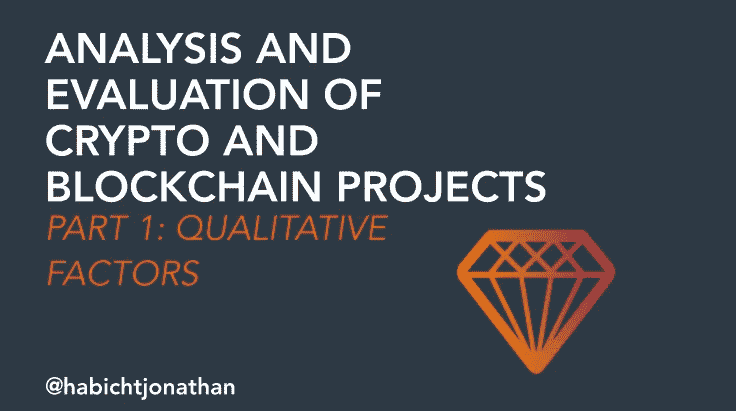 ANALYSIS AND
EVALUATION OF
CRYPTO AND
BLOCKCHAIN PROJECTS
PART 1: QUALITATIVE
FACTORS
@habichtjonathan